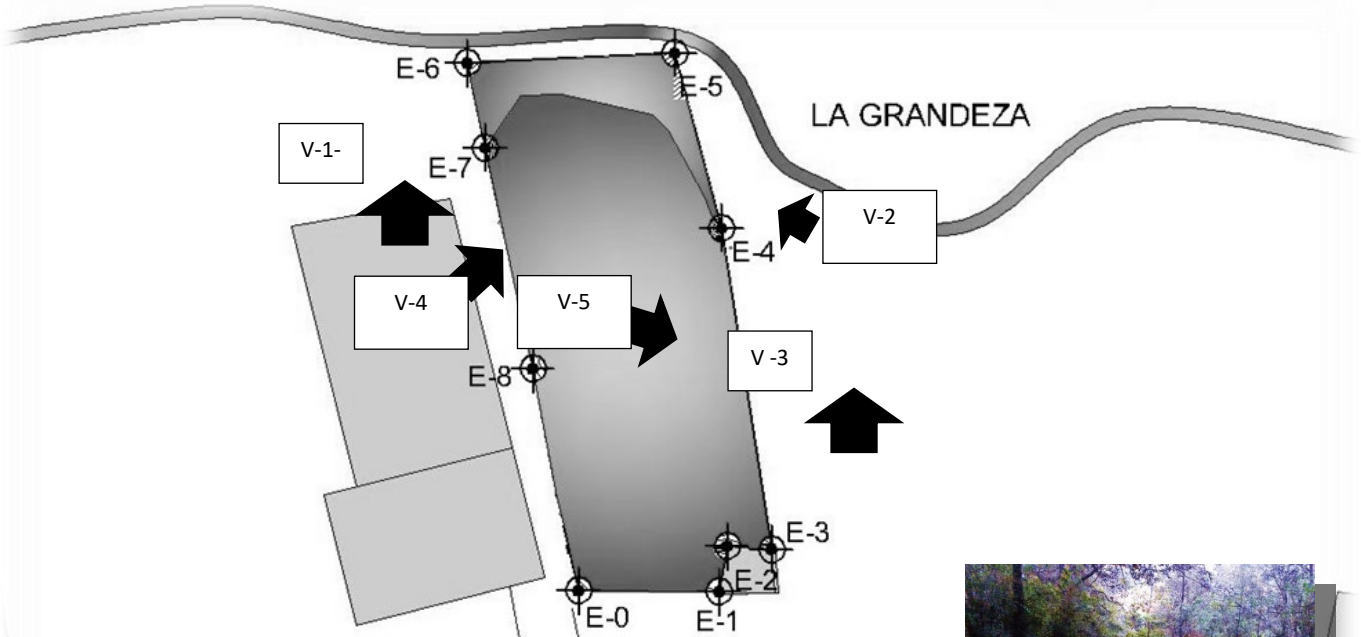 E-6
E-5
LA GRANDEZA
V-1-
E-7
V-2
E-4
V-4
V-5
V -3
E-8
E-3
E-2
E-0
E-1